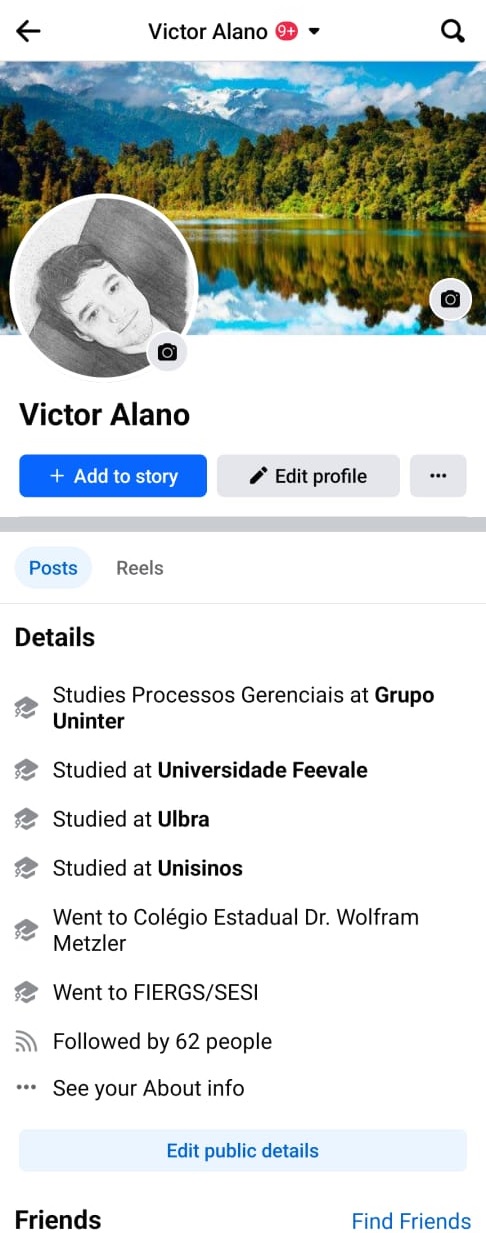 Victor Alano 9+
Victor Alano
+ Add to story
Edit profile
Posts
Reels
Details
Studies Processos Gerenciais at Grupo
Uninter
Studied at Universidade Feevale
Studied at Ulbra
Studied at Unisinos
Went to Colégio Estadual Dr. Wolfram
Metzler
Went to FIERGS/SESI
Followed by 62 people
See your About info
Edit public details
Friends
Find Friends